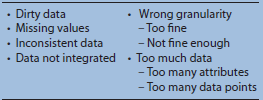 • Dirty data
• Missing values
• Inconsistent data
• Data not integrated
• Wrong granularity
– Too fine
– Not fine enough
• Too much data
– Too many attributes
– Too many data points